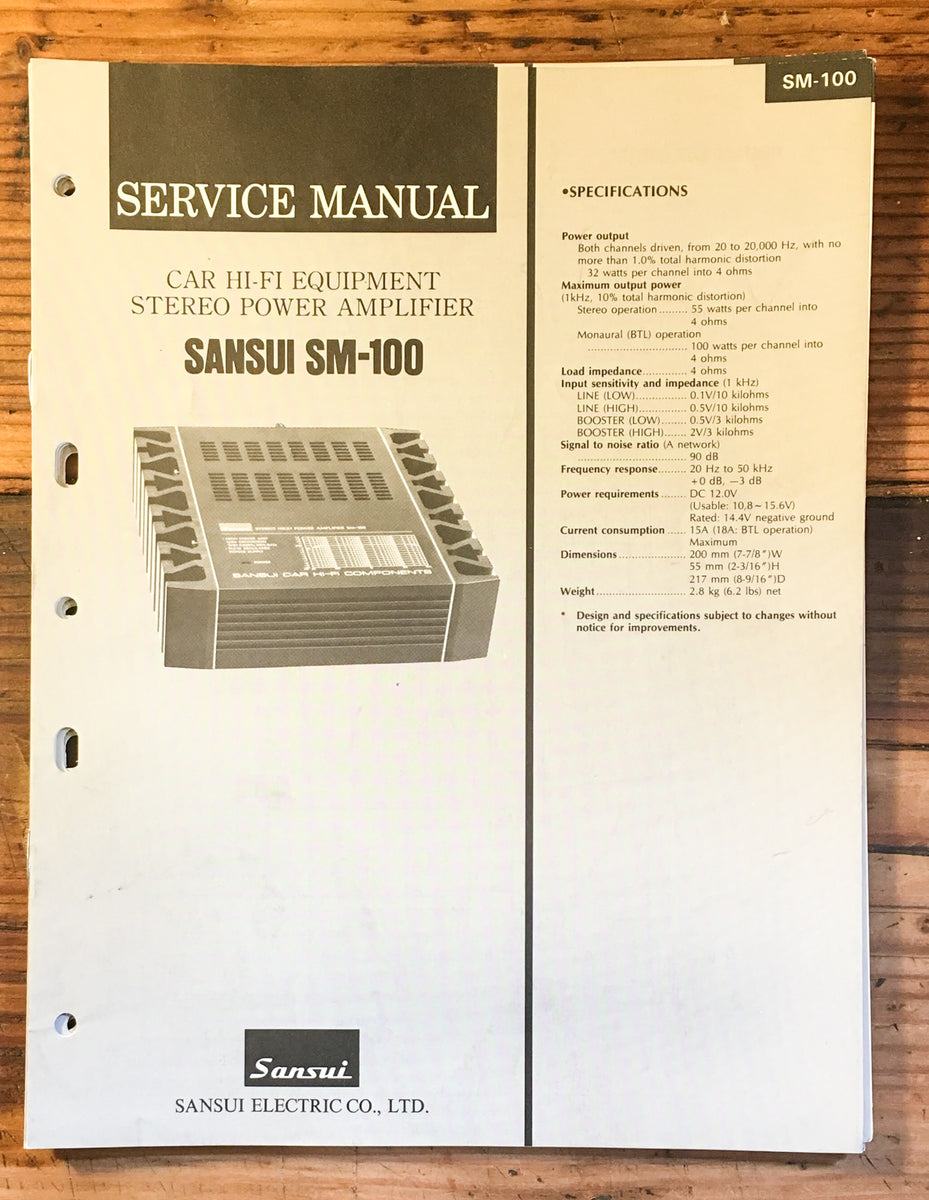 SERVICE MANUAL
CAR HI-FI EQUIPMENT
STEREO POWER AMPLIFIER
SANSUI SM-100
STEREO HIGH POWER AMPLIFIER SM-100
SANSUI CAR HI-FI COMPONENTS
Sansui
SANSUI ELECTRIC CO., LTD.
SM-100
•SPECIFICATIONS
Power output
Both channels driven, from 20 to 20,000 Hz, with no
more than 1.0% total harmonic distortion
32 watts per channel into 4 ohms
Maximum output power
(1kHz, 10% total harmonic distortion)
Stereo operation ......... 55 watts per channel into
4 ohms
Monaural (BTL) operation
............................... 100 watts per channel into
4 ohms
Load impedance.............. 4 ohms
Input sensitivity and impedance (1 kHz)
LINE (LOW)................ 0.1V/10 kilohms
LINE (HIGH)............... 0.5V/10 kilohms
BOOSTER (LOW)........ 0.5V/3 kilohms
BOOSTER (HIGH)....... 2V/3 kilohms
Signal to noise ratio (A network)
.................................. 90 dB
Frequency response......... 20 Hz to 50 kHz
+0 dB, —3 dB
Power requirements ........ DC 12.0V
(Usable: 10,8 ~ 15.6V)
Rated: 14.4V negative ground
Current consumption ...... 15A (18A: BTL operation)
Maximum
Dimensions ..................... 200 mm (7-7/8")W
55 mm (2-3/16")H
217 mm (8-9/16")D
Weight............................ 2.8 kg (6.2 lbs) net
* Design and specifications subject to changes without
notice for improvements.